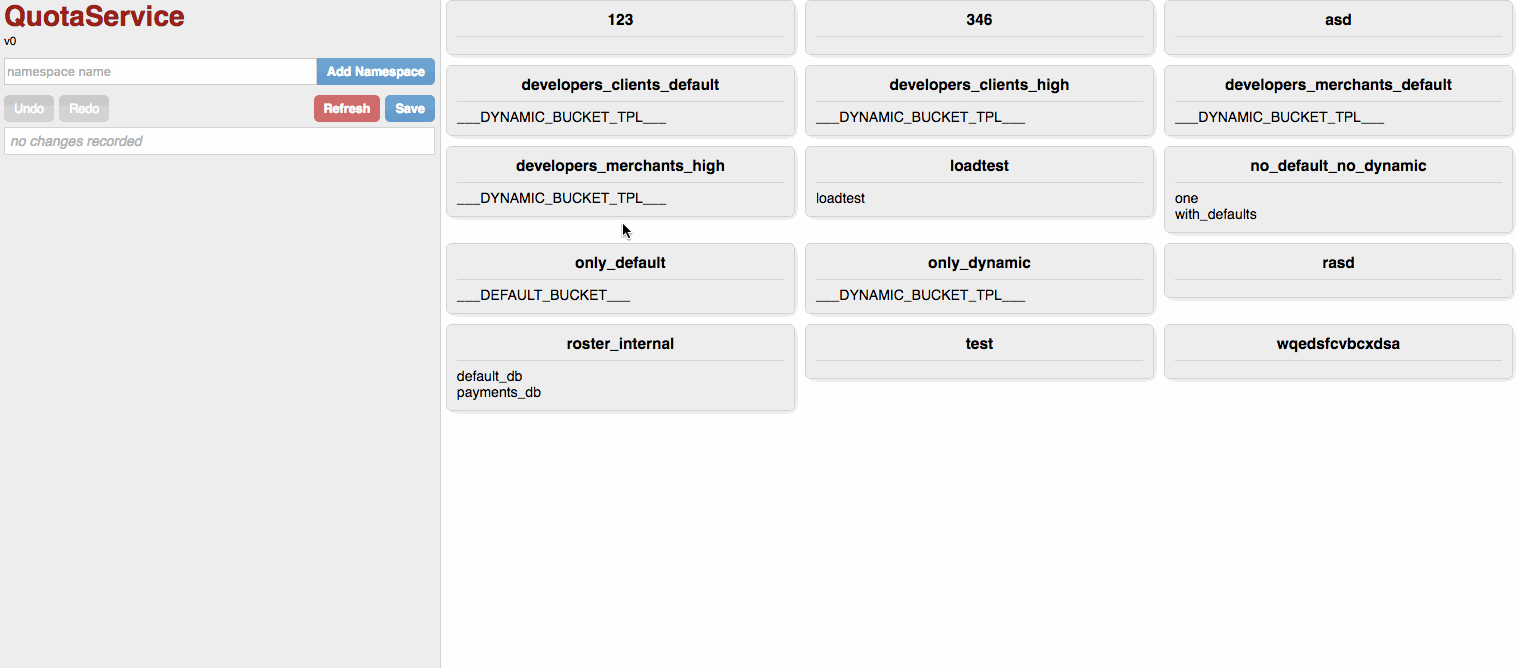 QuotaService
v0
namespace name
Add Namespace
Undo Redo Refresh Save
no changes recorded
123 346 asd
developers_clients_default developers_clients_high developers_merchants_default
___DYNAMIC_BUCKET_TPL___ ___DYNAMIC_BUCKET_TPL___ ___DYNAMIC_BUCKET_TPL___
developers_merchants_high loadtest no_default_no_dynamic
___DYNAMIC_BUCKET_TPL___ loadtest one
with_defaults
only_default only_dynamic rasd
___DEFAULT_BUCKET___ ___DYNAMIC_BUCKET_TPL___
roster_internal test wqedsfcvbcxdsa
default_db
payments_db